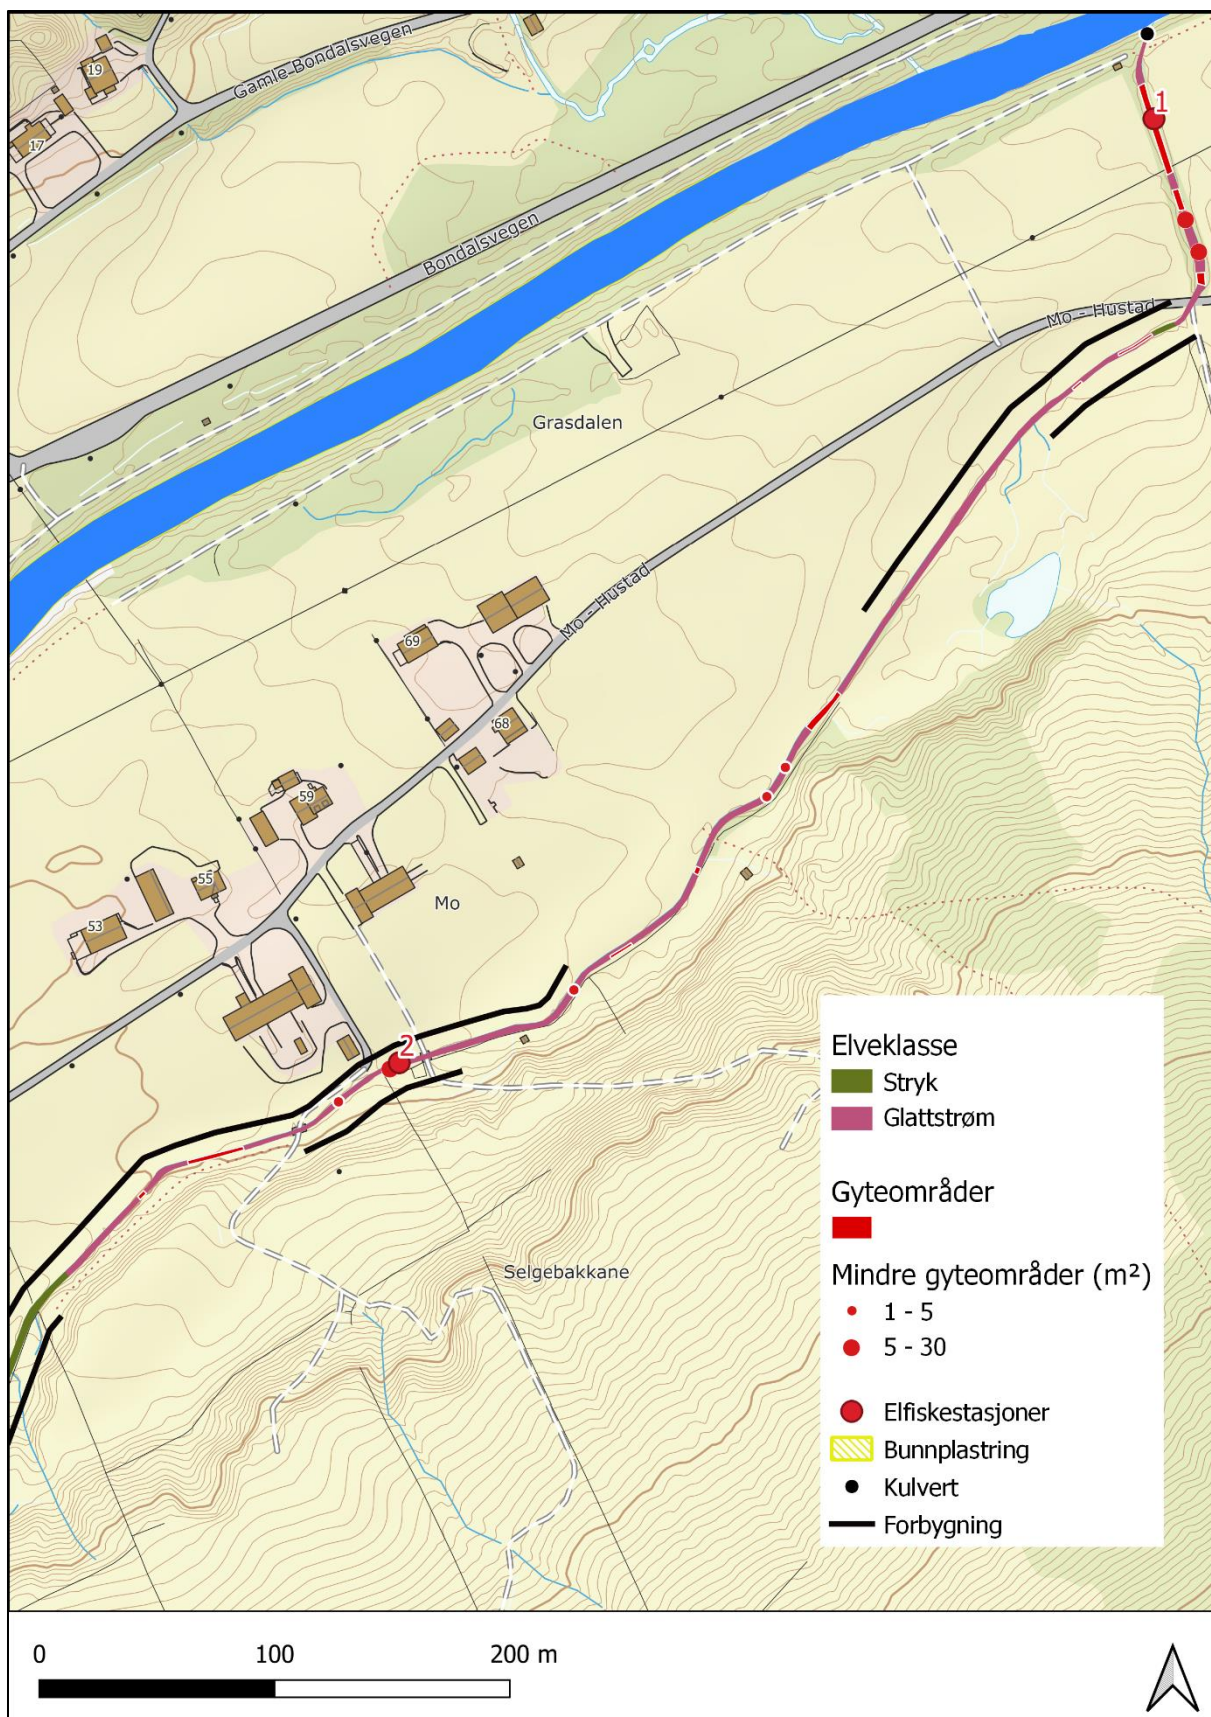 19
Gamle Bondalsvegen
17
1
Bondalsvegen
Mo - Hustad
Grasdalen
Mo - Hustad
69
68
59
55
Mo
53
2
Selgebakkane
Elveklasse
Stryk
Glattstrøm
Gyteområder
Mindre gyteområder (m²)
1 - 5
5 - 30
Elfiskestasjoner
Bunnplastring
Kulvert
Forbygning
0 100 200 m